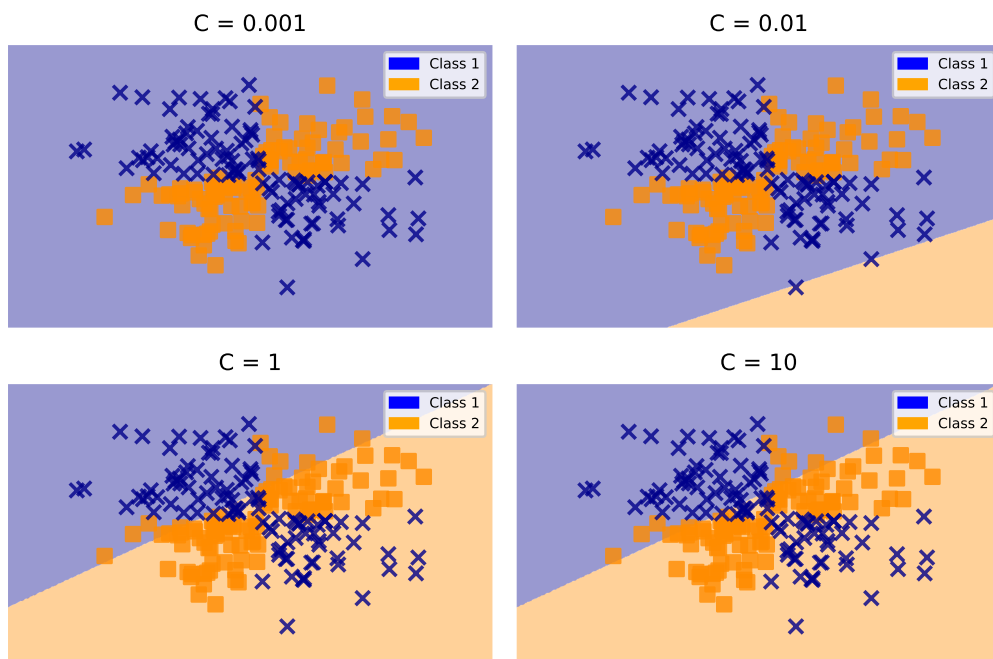 C = 0.001
C = 0.01
Class 1
Class 2
Class 1
Class 2
C = 1
C = 10
Class 1
Class 2
Class 1
Class 2